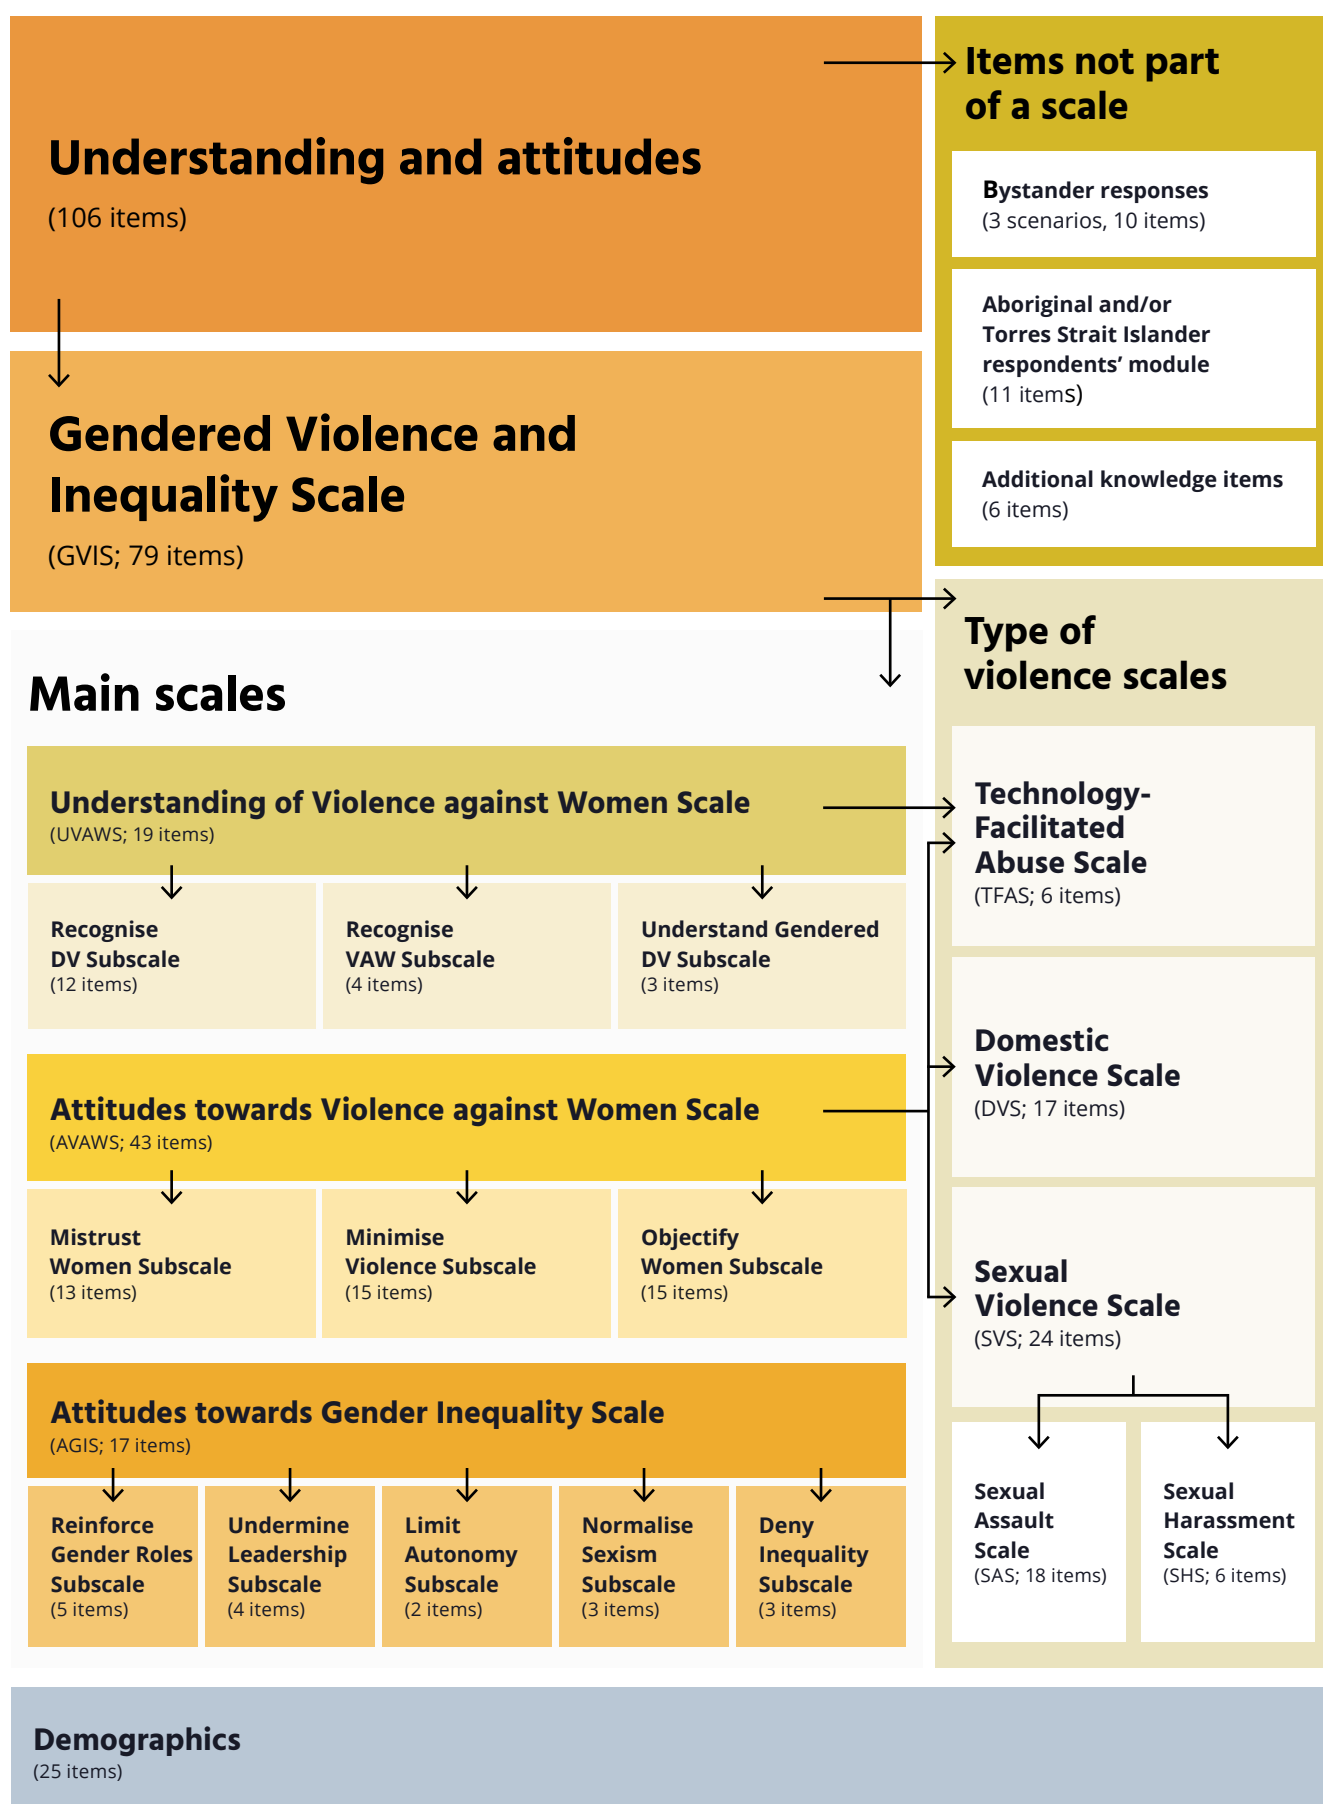 Understanding and attitudes
(106 items)
Items not part
of a scale
Bystander responses
(3 scenarios, 10 items)
Aboriginal and/or
Torres Strait Islander
respondents’ module
(11 items)
Additional knowledge items
(6 items)
Gendered Violence and
Inequality Scale
(GVIS; 79 items)
Main scales
Understanding of Violence against Women Scale
(UVAWS; 19 items)
Recognise
DV Subscale
(12 items)
Recognise
VAW Subscale
(4 items)
Understand Gendered
DV Subscale
(3 items)
Attitudes towards Violence against Women Scale
(AVAWS; 43 items)
Mistrust
Women Subscale
(13 items)
Minimise
Violence Subscale
(15 items)
Objectify
Women Subscale
(15 items)
Attitudes towards Gender Inequality Scale
(AGIS; 17 items)
Reinforce
Gender Roles
Subscale
(5 items)
Undermine
Leadership
Subscale
(4 items)
Limit
Autonomy
Subscale
(2 items)
Normalise
Sexism
Subscale
(3 items)
Deny
Inequality
Subscale
(3 items)
Type of
violence scales
Technology-
Facilitated
Abuse Scale
(TFAS; 6 items)
Domestic
Violence Scale
(DVS; 17 items)
Sexual
Violence Scale
(SVS; 24 items)
Sexual
Assault
Scale
(SAS; 18 items)
Sexual
Harassment
Scale
(SHS; 6 items)
Demographics
(25 items)